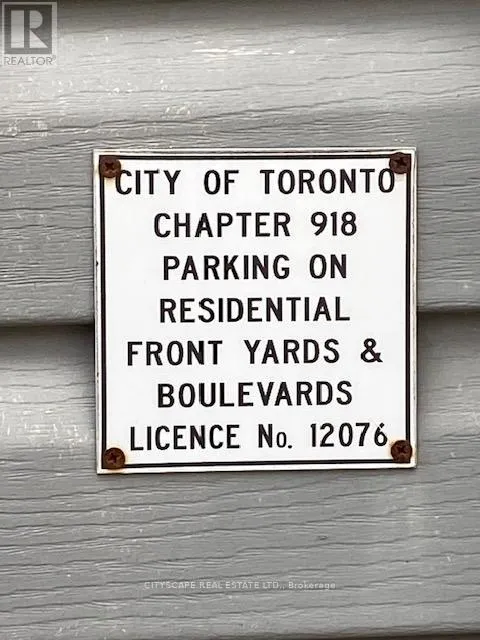 R
REALTOR®
CITY OF TORONTO
CHAPTER 918
PARKING ON
RESIDENTIAL
FRONT YARDS &
BOULEVARDS
LICENCE No. 12076
CITYSCAPE REAL ESTATE LTD., Brokerage